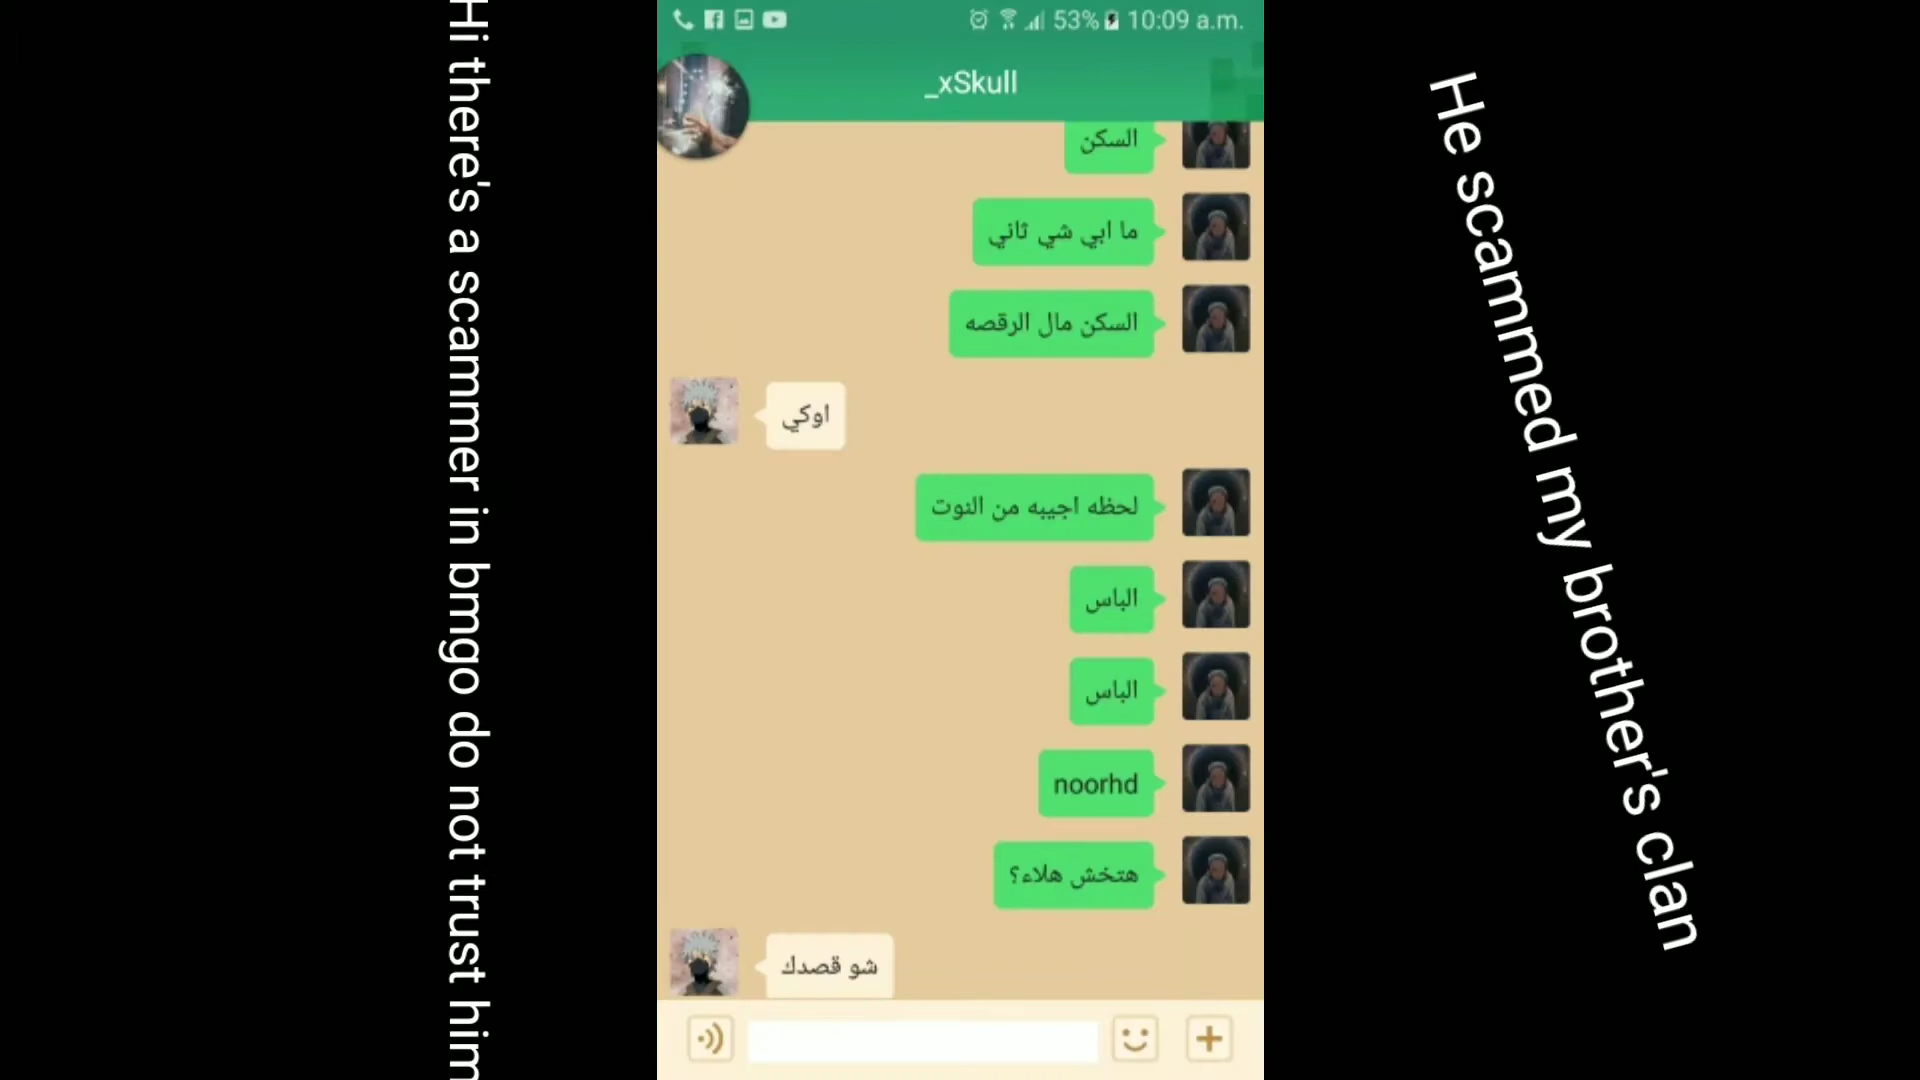 Hi there's a scammer in bmgo do not trust him
53% 10:09 a.m.
_xSkull
السكن
ما ابي شي ثاني
السكن مال الرقصه
اوكي
لحظه اجيبه من النوت
الباس
الباس
noorhd
هتخش هلاء؟
شو قصدك
He scammed my brother's clan